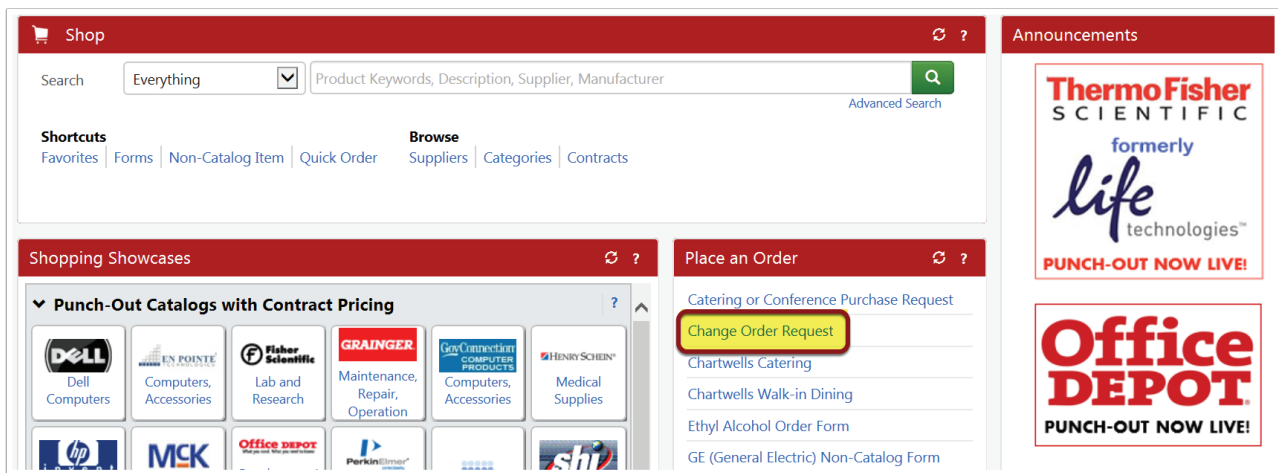 Shop
?
Search
Everything
Product Keywords, Description, Supplier, Manufacturer
Advanced Search
Shortcuts
Favorites
Forms
Non-Catalog Item
Quick Order
Browse
Suppliers
Categories
Contracts
Shopping Showcases
?
Punch-Out Catalogs with Contract Pricing
?
DELL
Dell
Computers
EN POINTE
TECHNOLOGIES
Computers,
Accessories
Fisher
Scientific
Lab and
Research
GRAINGER
Maintenance,
Repair,
Operation
GovConnection
COMPUTER
PRODUCTS
Computers,
Accessories
HENRY SCHEIN®
Medical
Supplies
hp
invent
MCK
Office DEPOT
PerkinElmer
shi
Place an Order
?
Catering or Conference Purchase Request
Change Order Request
Chartwells Catering
Chartwells Walk-in Dining
Ethyl Alcohol Order Form
GE (General Electric) Non-Catalog Form
Announcements
ThermoFisher
SCIENTIFIC
formerly
life
technologies™
PUNCH-OUT NOW LIVE!
Office
DEPOT
PUNCH-OUT NOW LIVE!